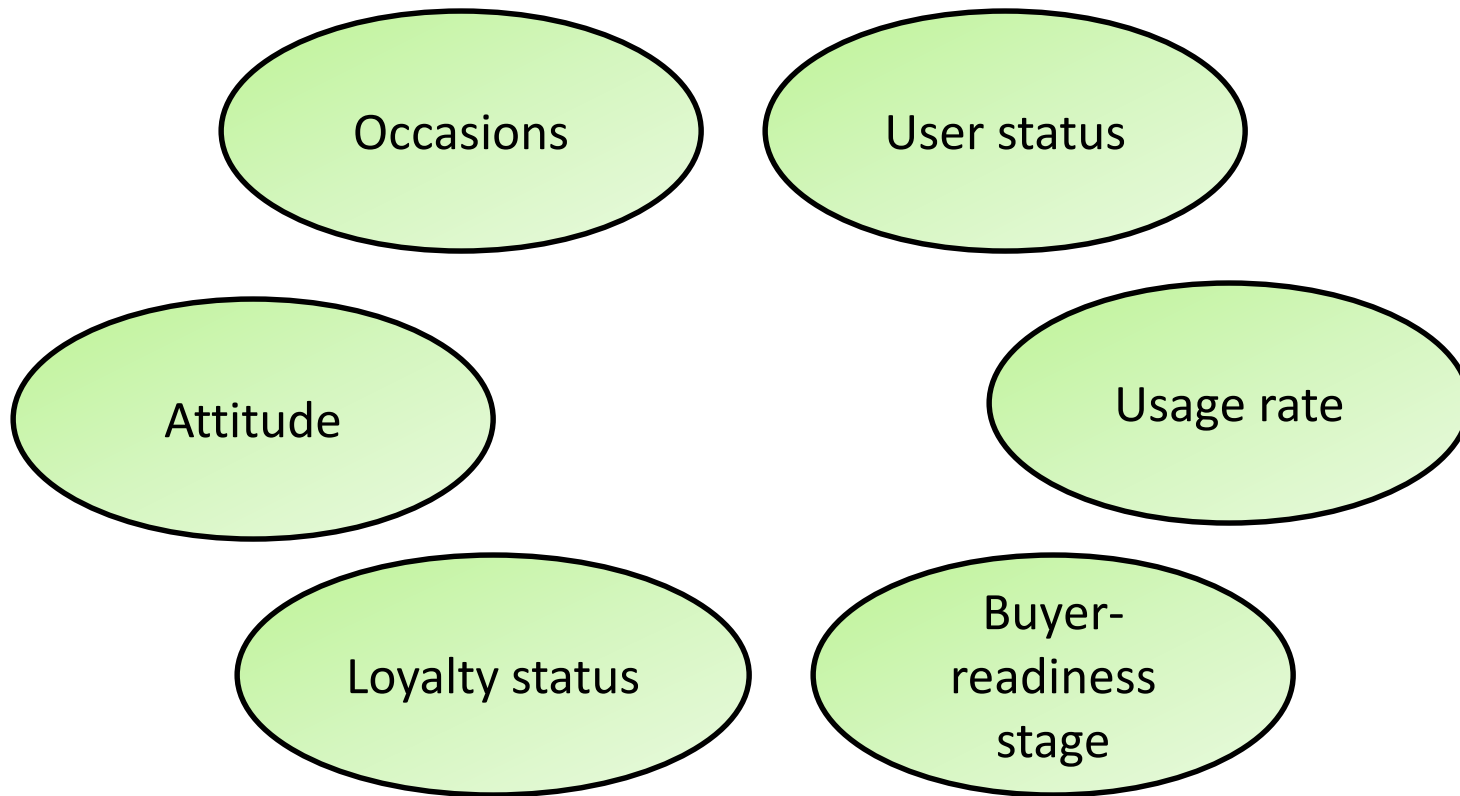 Occasions
User status
Attitude
Usage rate
Loyalty status
Buyer-
readiness
stage